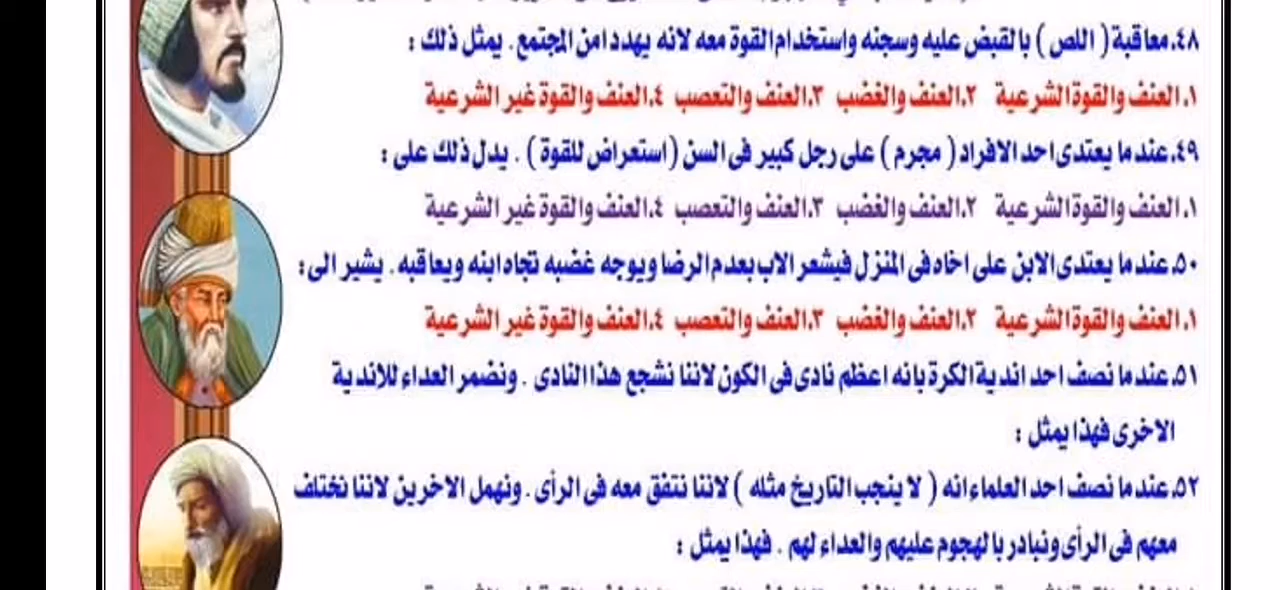 ٤٨.معاقبة ( اللص ) بالقبض عليه وسجنه واستخدام القوة معه لانه يهدد امن المجتمع . يمثل ذلك :
١. العنف والقوة الشرعية ٢.العنف والغضب ٣.العنف والتعصب ٤.العنف والقوة غير الشرعية
٤٩.عندما يعتدى احد الافراد ( مجرم ) على رجل كبير فى السن (استعراض للقوة ) . يدل ذلك على :
١. العنف والقوة الشرعية ٢.العنف والغضب ٣.العنف والتعصب ٤.العنف والقوة غير الشرعية
٥٠.عندما يعتدى الابن على اخاه فى المنزل فيشعر الاب بعدم الرضا ويوجه غضبه تجاه ابنه ويعاقبه . يشير الى :
١. العنف والقوة الشرعية ٢.العنف والغضب ٣.العنف والتعصب ٤.العنف والقوة غير الشرعية
٥١.عندما نصف احد اندية الكرة بانه اعظم نادى فى الكون لاننا نشجع هذا النادى . ونضمر العداء للاندية
الاخرى فهذا يمثل :
٥٢.عندما نصف احد العلماء انه ( لا ينجب التاريخ مثله ) لاننا نتفق معه فى الرأى . ونهمل الاخرين لاننا نختلف
معهم فى الرأى ونبادر بالهجوم عليهم والعداء لهم . فهذا يمثل :